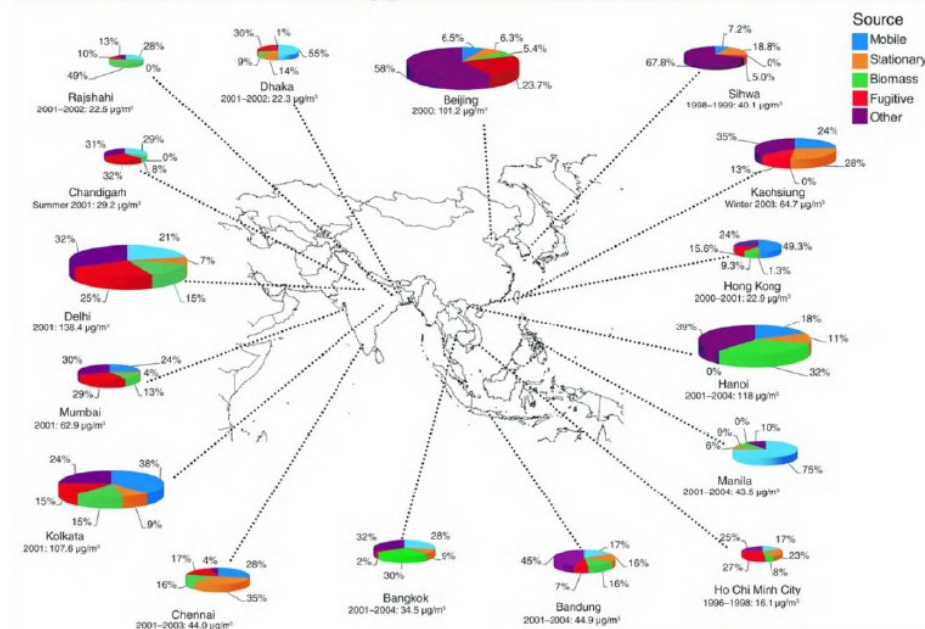 Source
Mobile
Stationary
Biomass
Fugitive
Other
13%
28%
10%
49%
0%
Rajshahi
2001–2002: 22.5 µg/m³
30%
1%
55%
9%
14%
Dhaka
2001–2002: 22.3 µg/m³
6.5%
6.3%
5.4%
58%
23.7%
Beijing
2000: 101.2 µg/m³
7.2%
18.8%
67.8%
0%
5.0%
Sihwa
1998–1999: 40.1 µg/m³
31%
29%
0%
8%
32%
Chandigarh
Summer 2001: 29.2 µg/m³
35%
24%
13%
28%
0%
Kaohsiung
Winter 2003: 64.7 µg/m³
32%
21%
7%
25%
15%
Delhi
2001: 138.4 µg/m³
24%
49.3%
15.6%
9.3%
1.3%
Hong Kong
2000–2001: 22.9 µg/m³
39%
18%
11%
0%
32%
Hanoi
2001–2004: 118 µg/m³
30%
24%
4%
29%
13%
Mumbai
2001: 62.9 µg/m³
0%
9%
10%
6%
75%
Manila
2001–2004: 43.5 µg/m³
24%
38%
15%
15%
9%
Kolkata
2001: 107.6 µg/m³
17%
4%
28%
16%
35%
Chennai
2001–2003: 44.0 µg/m³
32%
28%
2%
9%
30%
Bangkok
2001–2004: 34.5 µg/m³
45%
17%
16%
7%
16%
Bandung
2001–2004: 44.9 µg/m³
25%
17%
23%
27%
8%
Ho Chi Minh City
1996–1998: 16.1 µg/m³